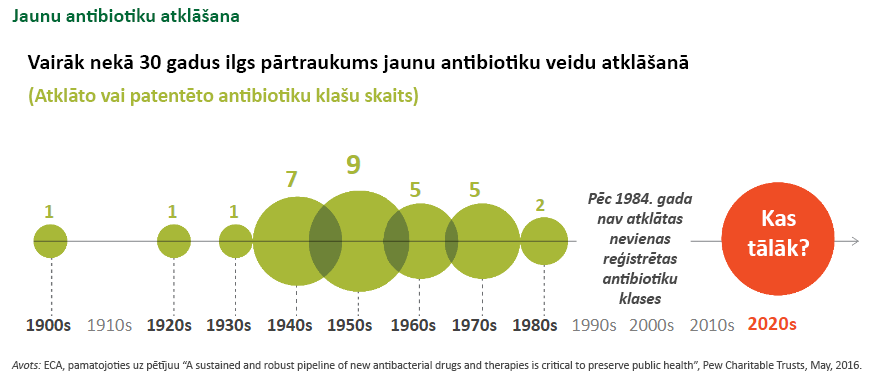 Jaunu antibiotiku atklāšana
Vairāk nekā 30 gadus ilgs pārtraukums jaunu antibiotiku veidu atklāšanā
(Atklāto vai patentēto antibiotiku klašu skaits)
1
1
1
7
9
5
5
2
Pēc 1984. gada
nav atklātas
nevienas
reģistrētas
antibiotiku
klases
Kas
tālāk?
1900s
1910s
1920s
1930s
1940s
1950s
1960s
1970s
1980s
1990s
2000s
2010s
2020s
Avots: ECA, pamatojoties uz pētījuu “A sustained and robust pipeline of new antibacterial drugs and therapies is critical to preserve public health”, Pew Charitable Trusts, May, 2016.